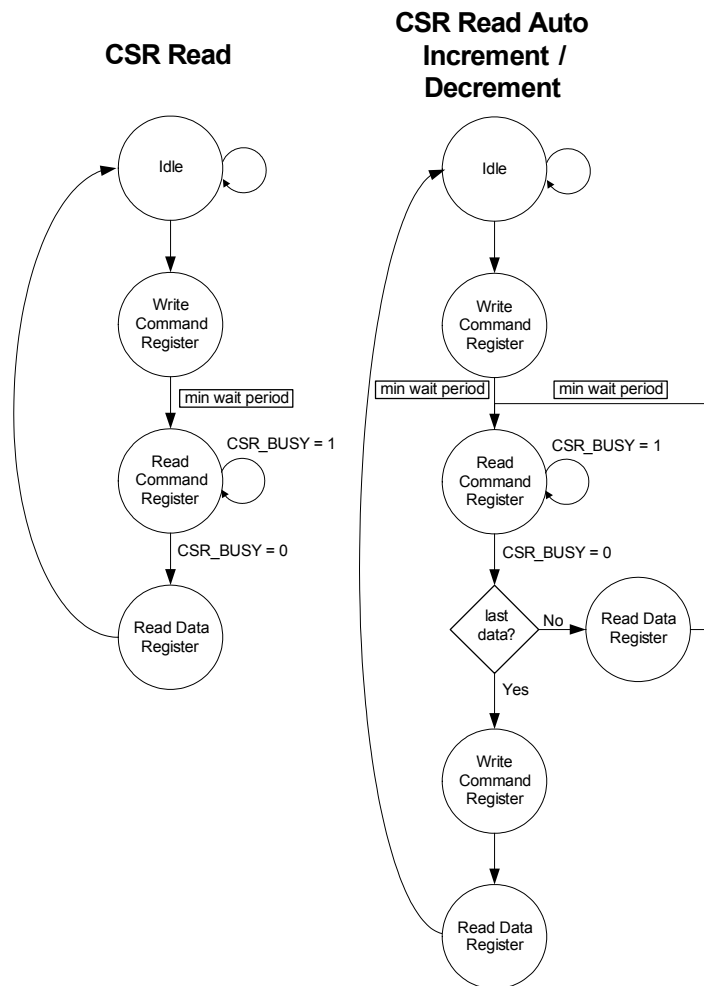 CSR Read
Idle
Write
Command
Register
min wait period
Read
Command
Register
CSR_BUSY = 1
CSR_BUSY = 0
Read Data
Register
CSR Read Auto
Increment /
Decrement
Idle
Write
Command
Register
min wait period
min wait period
Read
Command
Register
CSR_BUSY = 1
CSR_BUSY = 0
last
data?
No
Read Data
Register
Yes
Write
Command
Register
Read Data
Register